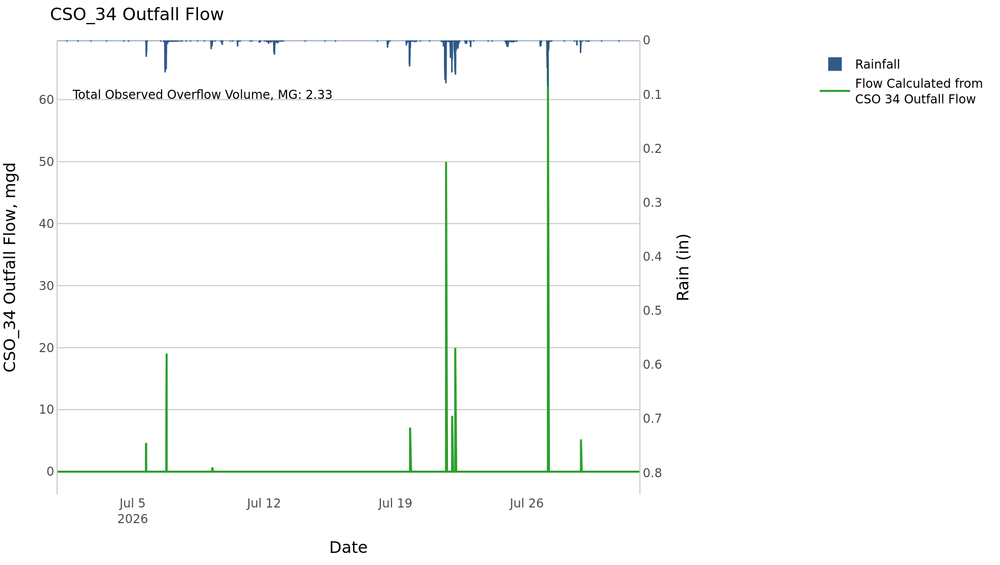 CSO_34 Outfall Flow
Total Observed Overflow Volume, MG: 2.33
Rainfall
Flow Calculated from
CSO 34 Outfall Flow
CSO_34 Outfall Flow, mgd
60
50
40
30
20
10
0
0
0.1
0.2
0.3
0.4
0.5
0.6
0.7
0.8
Rain (in)
Jul 5
2026
Jul 12
Jul 19
Jul 26
Date